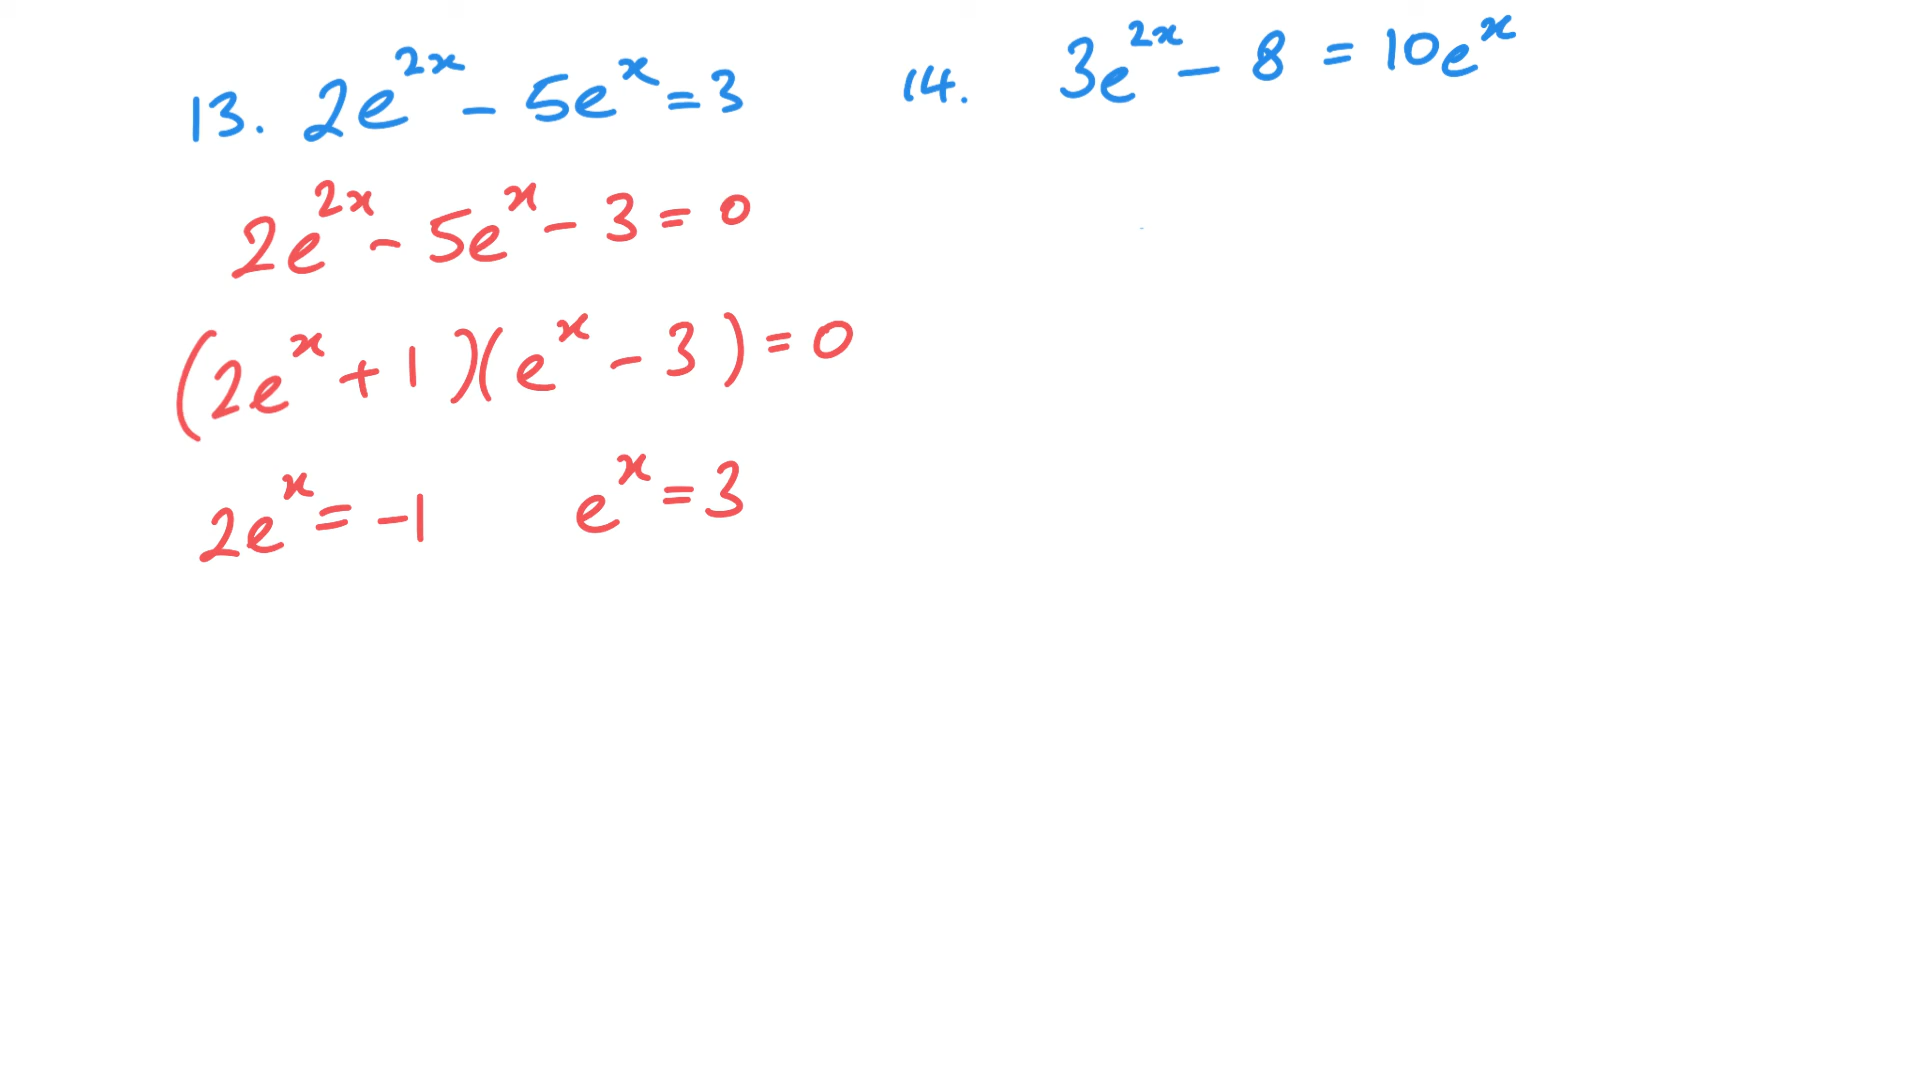 13. 2e^{2x} - 5e^{x} = 3
2e^{2x} - 5e^{x} - 3 = 0
(2e^{x} + 1)(e^{x} - 3) = 0
2e^{x} = -1    e^{x} = 3
14. 3e^{2x} - 8 = 10e^{x}